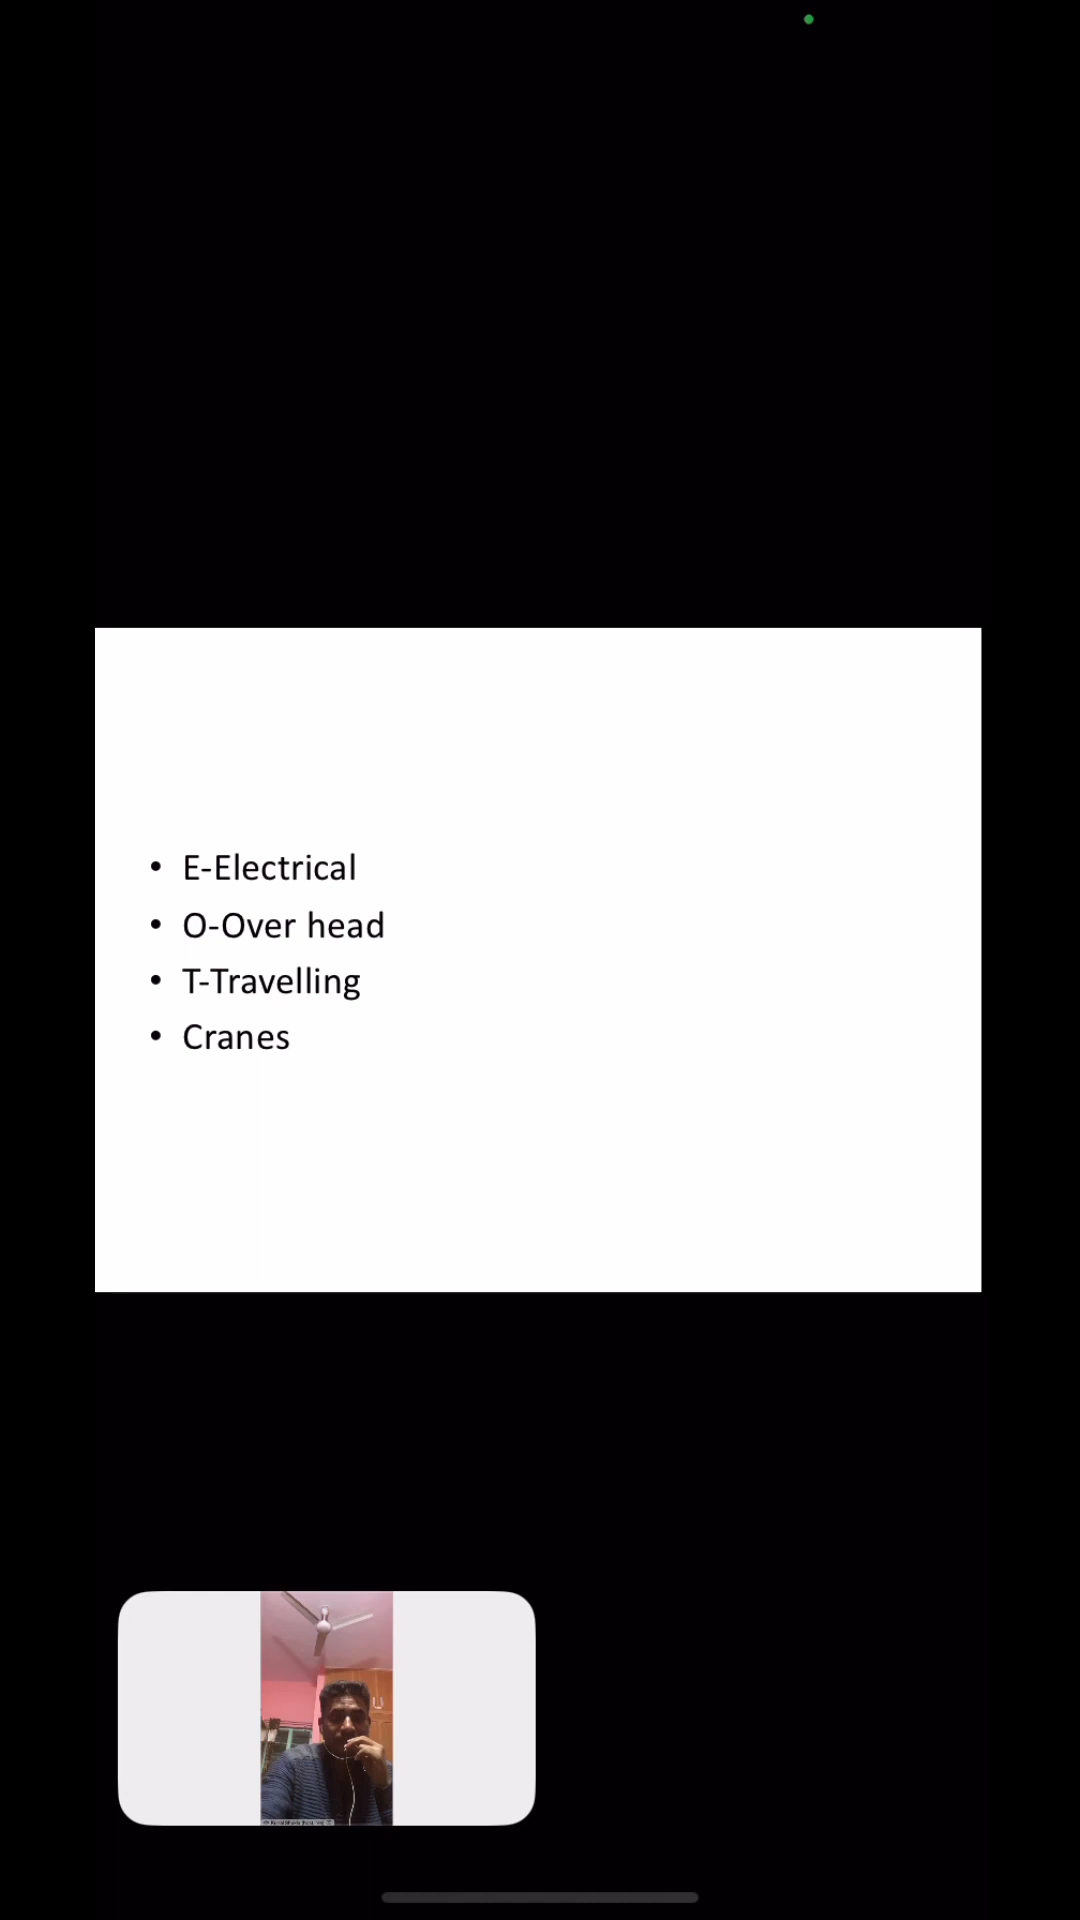 • E-Electrical
• O-Over head
• T-Travelling
• Cranes